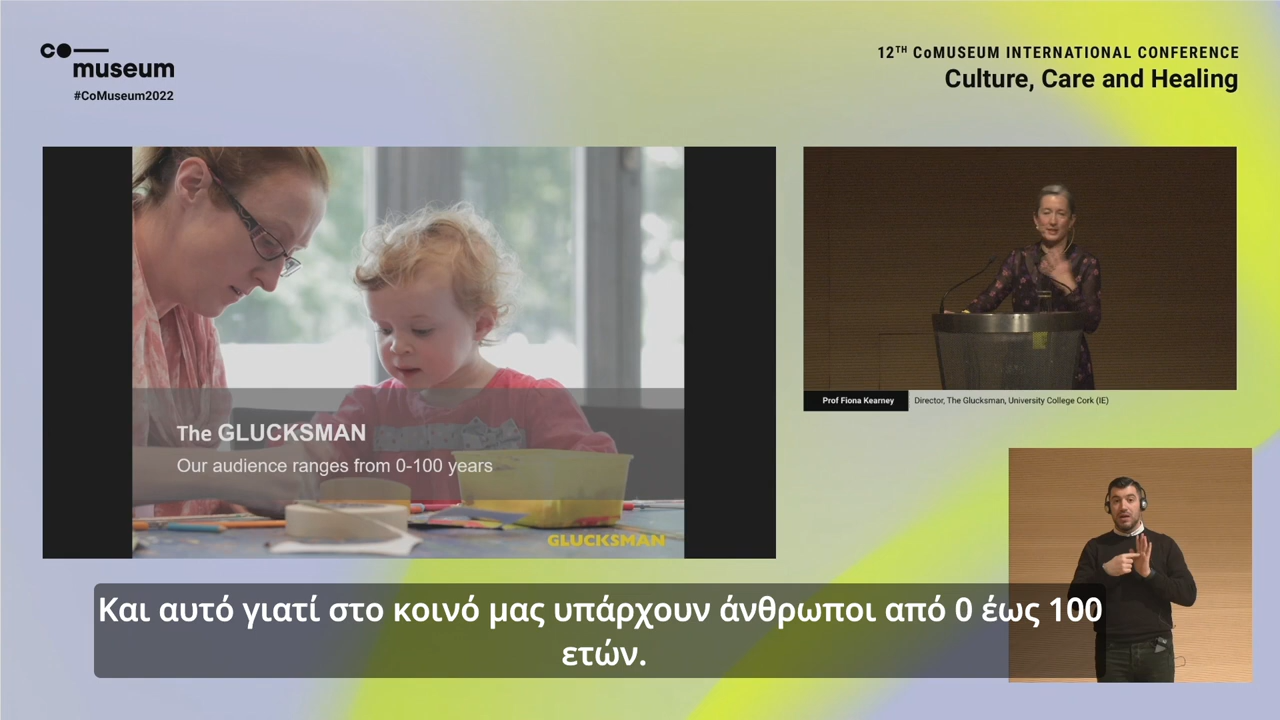 co
museum
#CoMuseum2022
12TH CoMUSEUM INTERNATIONAL CONFERENCE
Culture, Care and Healing
The GLUCKSMAN
Our audience ranges from 0-100 years
GLUCKSMAN
Prof Fiona Kearney
Director, The Glucksman, University College Cork (IE)
Και αυτό γιατί στο κοινό μας υπάρχουν άνθρωποι από 0 έως 100
ετών.